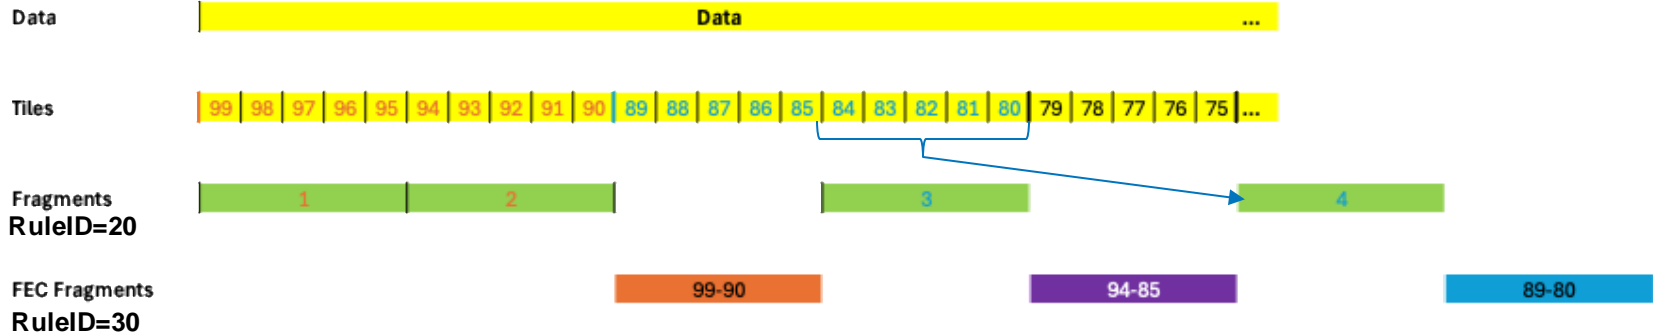 Data Data ...
Tiles 99 98 97 96 95 94 93 92 91 90 89 88 87 86 85 84 83 82 81 80 79 78 77 76 75 ...
Fragments 1 2 3 4
RuleID=20
FEC Fragments 99-90 94-85 89-80
RuleID=30